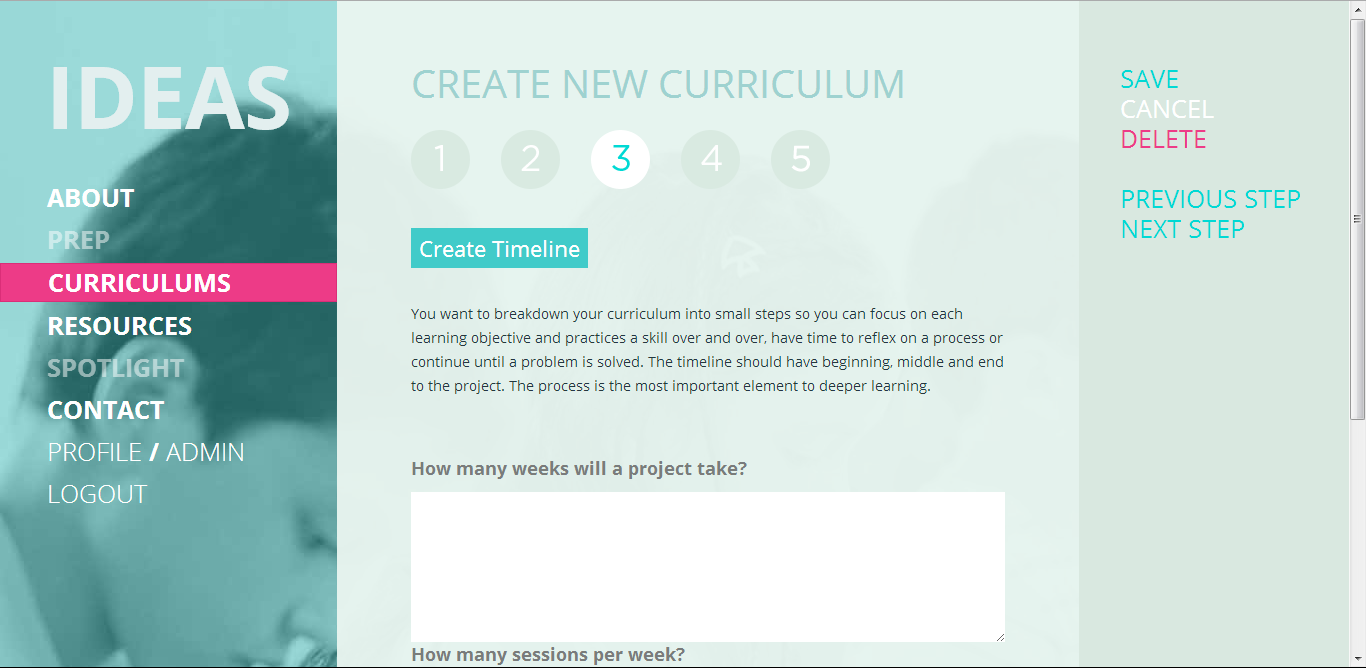 IDEAS
ABOUT
PREP
CURRICULUMS
RESOURCES
SPOTLIGHT
CONTACT
PROFILE / ADMIN
LOGOUT
CREATE NEW CURRICULUM
1 2 3 4 5
Create Timeline
You want to breakdown your curriculum into small steps so you can focus on each
learning objective and practices a skill over and over, have time to reflex on a process or
continue until a problem is solved. The timeline should have beginning, middle and end
to the project. The process is the most important element to deeper learning.
How many weeks will a project take?
How many sessions per week?
SAVE
CANCEL
DELETE
PREVIOUS STEP
NEXT STEP